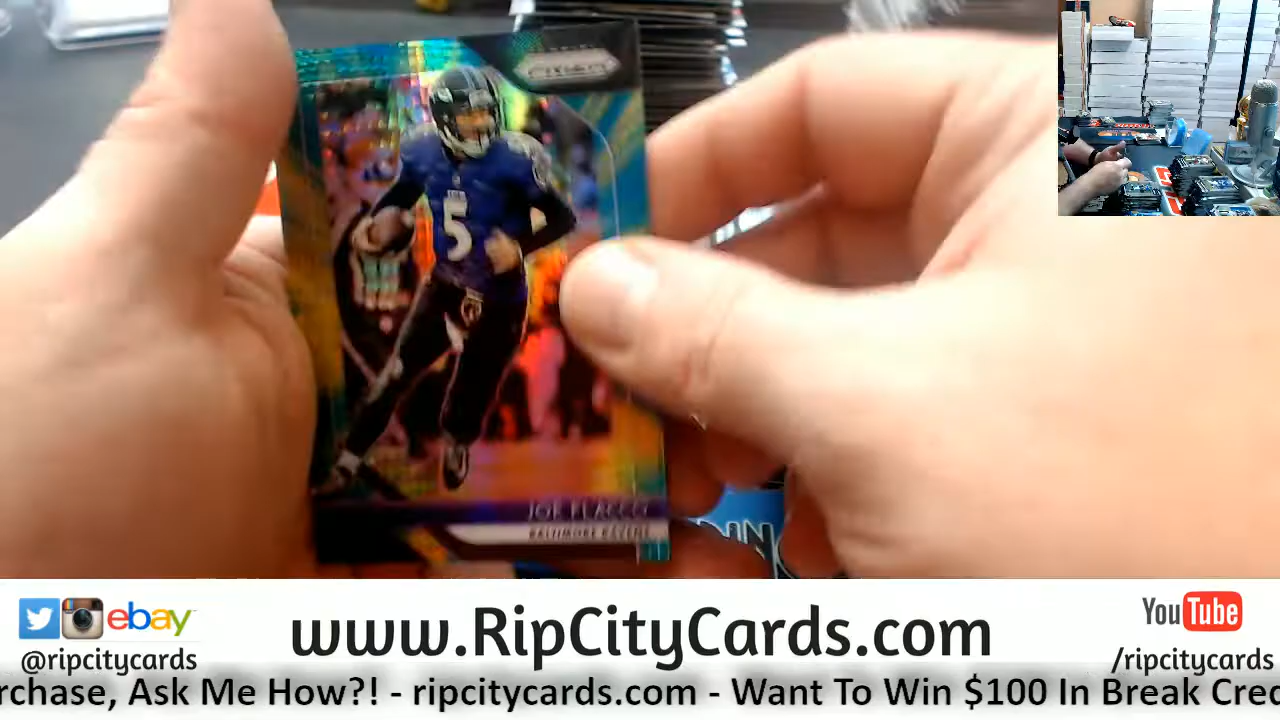 PRIZM
5
JOE FLACCO
BALTIMORE RAVENS
ebay
@ripcitycards
www.RipCityCards.com
YouTube
/ripcitycards
rchase, Ask Me How?! - ripcitycards.com - Want To Win $100 In Break Cred